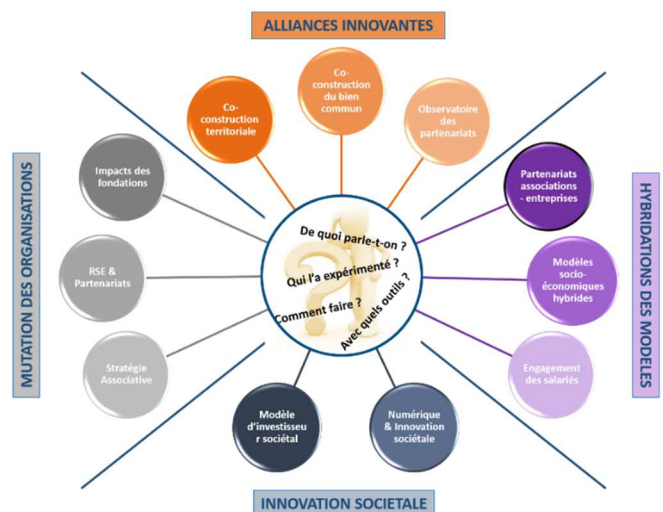 ALLIANCES INNOVANTES
Co-
construction
territoriale
Co-
construction
du bien
commun
Observatoire
des
partenariats
MUTATION DES ORGANISATIONS
Impacts des
fondations
RSE &
Partenariats
Stratégie
Associative
De quoi parle-t-on ?
Qui l'a expérimenté ?
Comment faire ?
Avec quels outils ?
Partenariats
associations
- entreprises
Modèles
socio-
économiques
hybrides
Engagement
des salariés
HYBRIDATIONS DES MODELES
Modèle
d'investisseu
r sociétal
Numérique
& Innovation
sociétale
INNOVATION SOCIETALE